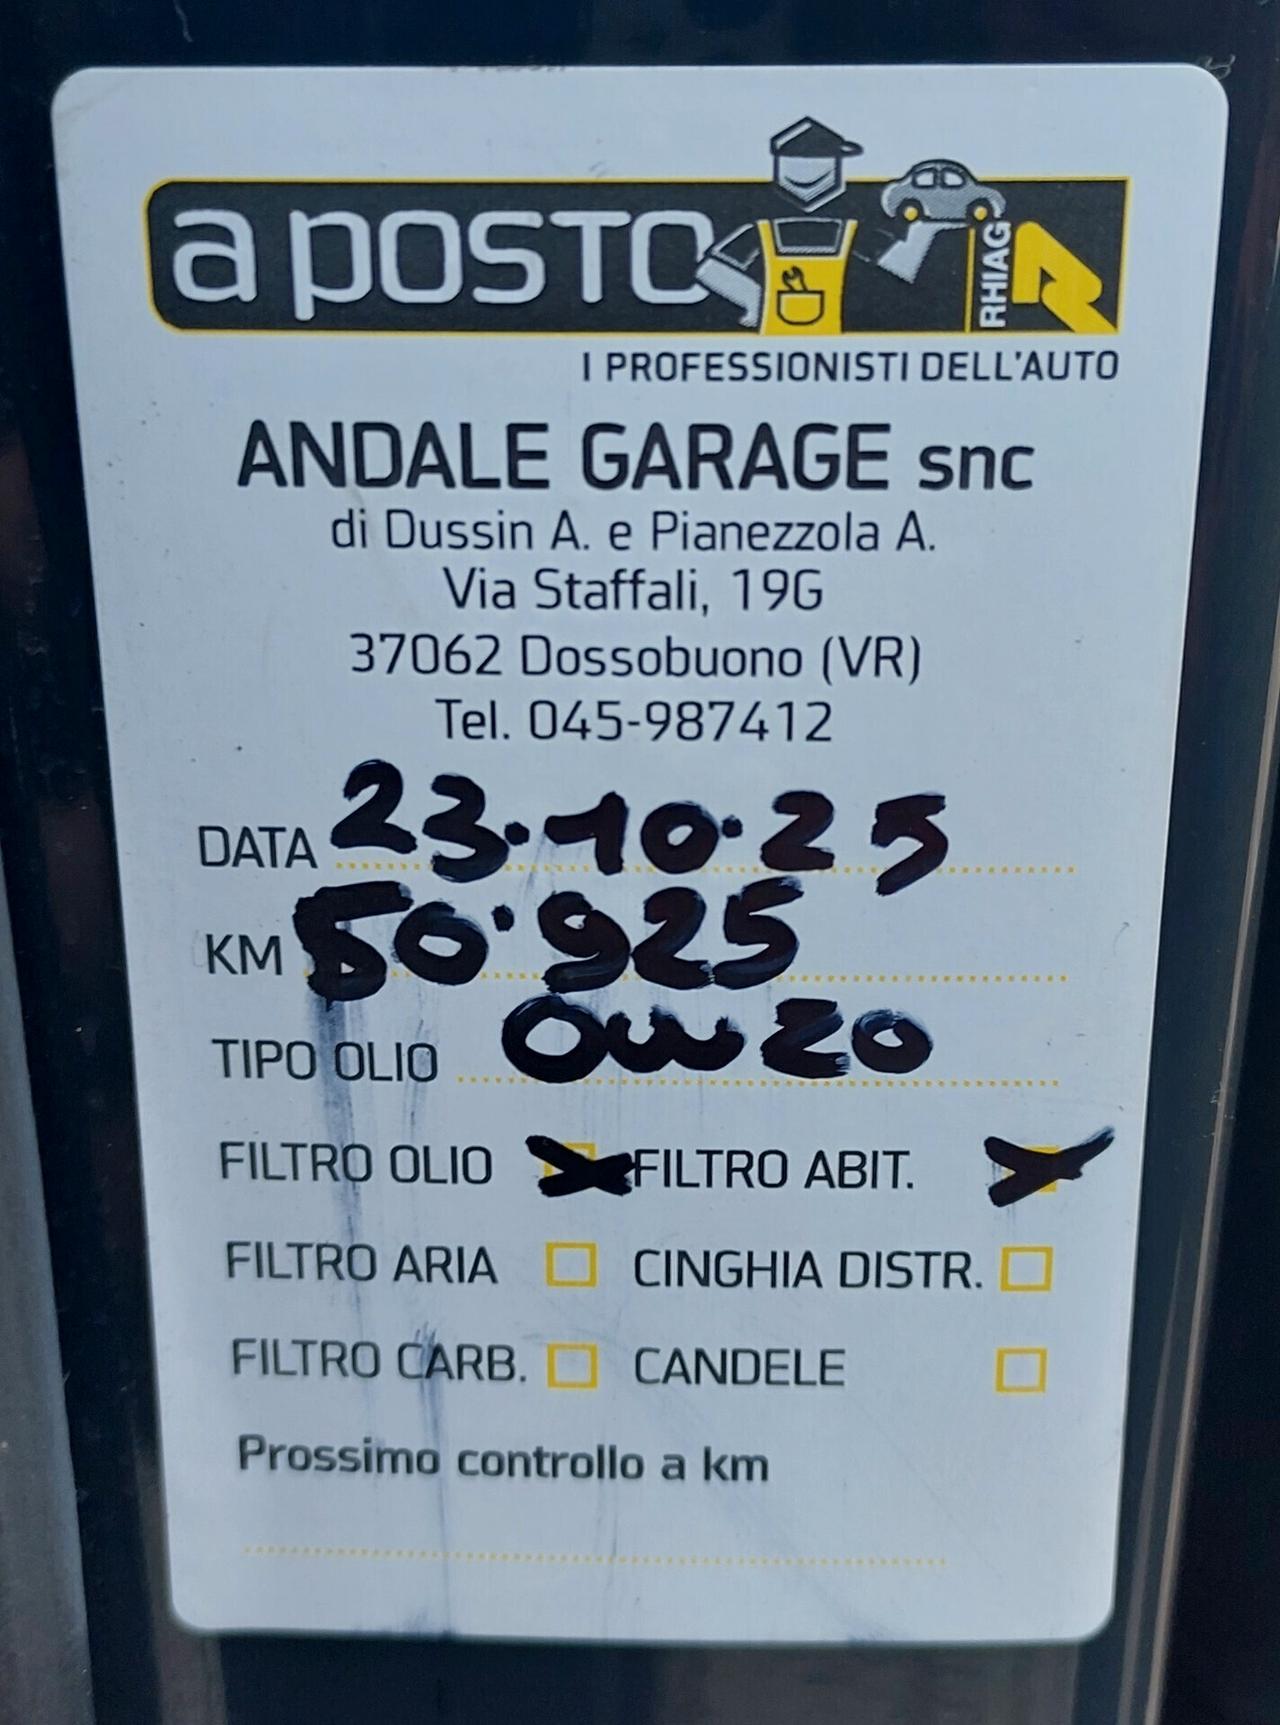 a posto
RHIAG
I PROFESSIONISTI DELL'AUTO
ANDALE GARAGE snc
di Dussin A. e Pianezzola A.
Via Staffali, 19G
37062 Dossobuono (VR)
Tel. 045-987412
DATA 23·10·25
KM 50·925
TIPO OLIO 0w20
FILTRO OLIO FILTRO ABIT.
FILTRO ARIA CINGHIA DISTR.
FILTRO CARB. CANDELE
Prossimo controllo a km